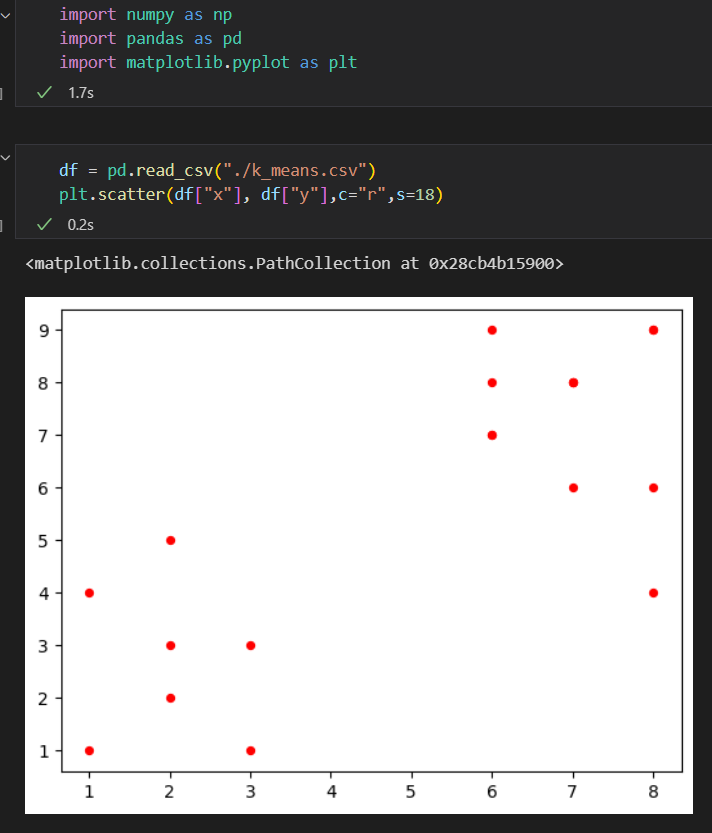 import numpy as np
import pandas as pd
import matplotlib.pyplot as plt
1.7s
df = pd.read_csv("./k_means.csv")
plt.scatter(df["x"], df["y"],c="r",s=18)
0.2s
<matplotlib.collections.PathCollection at 0x28cb4b15900>
9
8
7
6
5
4
3
2
1
1 2 3 4 5 6 7 8